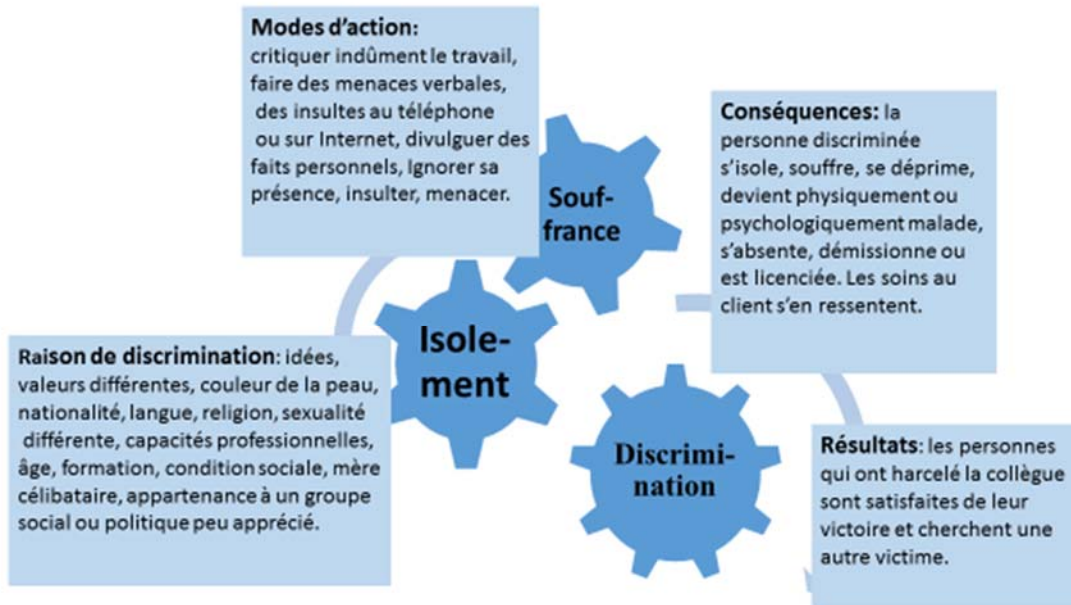 Modes d’action:
critiquer indûment le travail,
faire des menaces verbales,
des insultes au téléphone
ou sur Internet, divulguer des
faits personnels, Ignorer sa
présence, insulter, menacer.
Souf-
france
Conséquences: la
personne discriminée
s’isole, souffre, se déprime,
devient physiquement ou
psychologiquement malade,
s’absente, démissionne ou
est licenciée. Les soins au
client s’en ressentent.
Isole-
ment
Raison de discrimination: idées,
valeurs différentes, couleur de la peau,
nationalité, langue, religion, sexualité
différente, capacités professionnelles,
âge, formation, condition sociale, mère
célibataire, appartenance à un groupe
social ou politique peu apprécié.
Discrimi-
nation
Résultats: les personnes
qui ont harcelé la collègue
sont satisfaites de leur
victoire et cherchent une
autre victime.